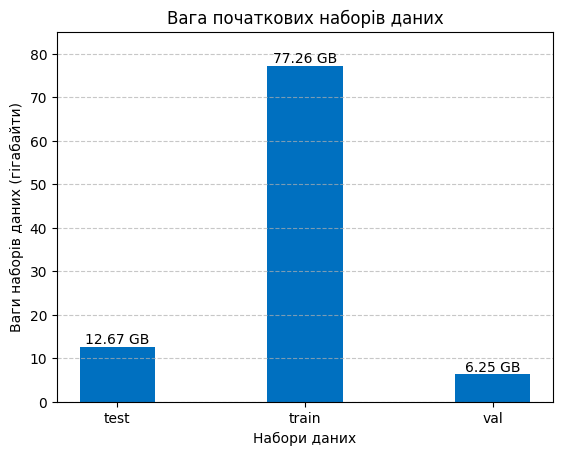 Вага початкових наборів даних
Ваги наборів даних (гігабайти)
80
70
60
50
40
30
20
10
0
12.67 GB
77.26 GB
6.25 GB
test
train
val
Набори даних